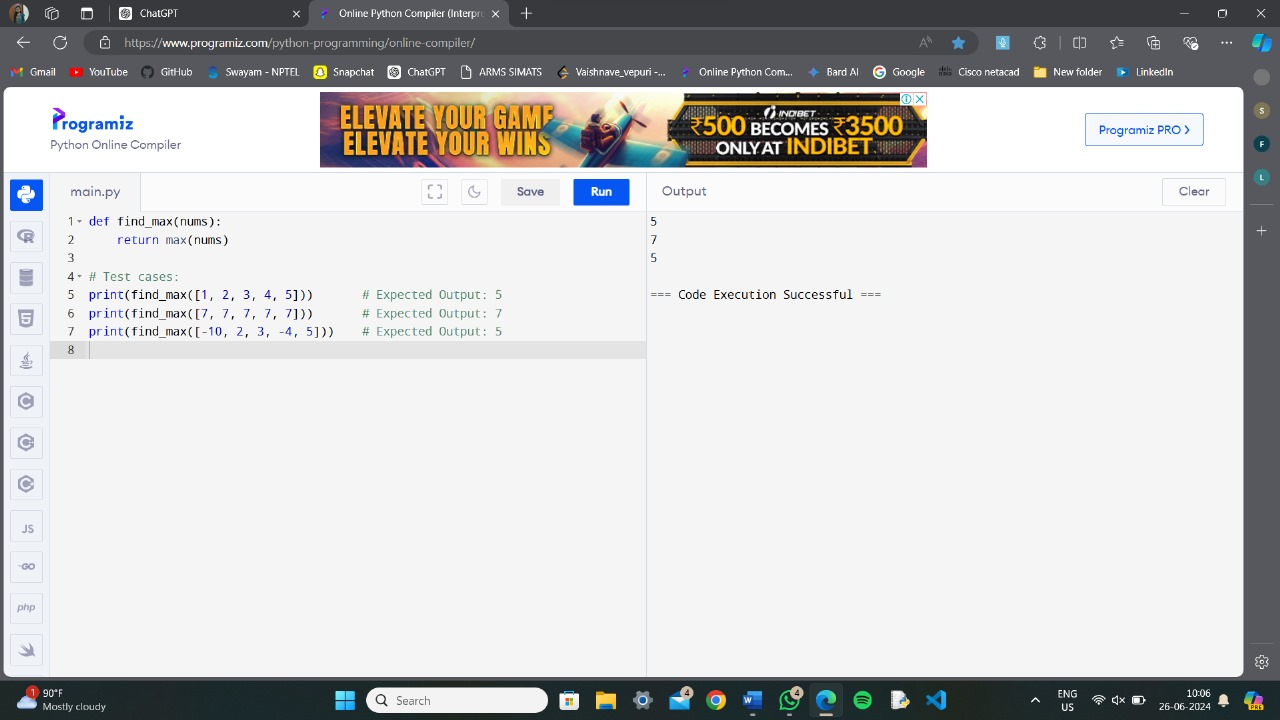 ChatGPT
Online Python Compiler (Interpre
https://www.programiz.com/python-programming/online-compiler/
Gmail YouTube GitHub Swayam - NPTEL Snapchat ChatGPT ARMS SIMATS Vaishnave_vepuri -... Online Python Com... Bard AI Google Cisco netacad New folder LinkedIn
S
F
L
Programiz
Python Online Compiler
ELEVATE YOUR GAME
ELEVATE YOUR WINS
INDIBET
₹500 BECOMES ₹3500
ONLY AT INDIBET
Programiz PRO
main.py
Save
Run
Output
Clear
1 def find_max(nums):
2 return max(nums)
3
4 # Test cases:
5 print(find_max([1, 2, 3, 4, 5])) # Expected Output: 5
6 print(find_max([7, 7, 7, 7, 7])) # Expected Output: 7
7 print(find_max([-10, 2, 3, -4, 5])) # Expected Output: 5
8
5
7
5
=== Code Execution Successful ===
JS
GO
php
1
90°F
Mostly cloudy
Search
4
4
ENG
US
10:06
26-06-2024
PRE